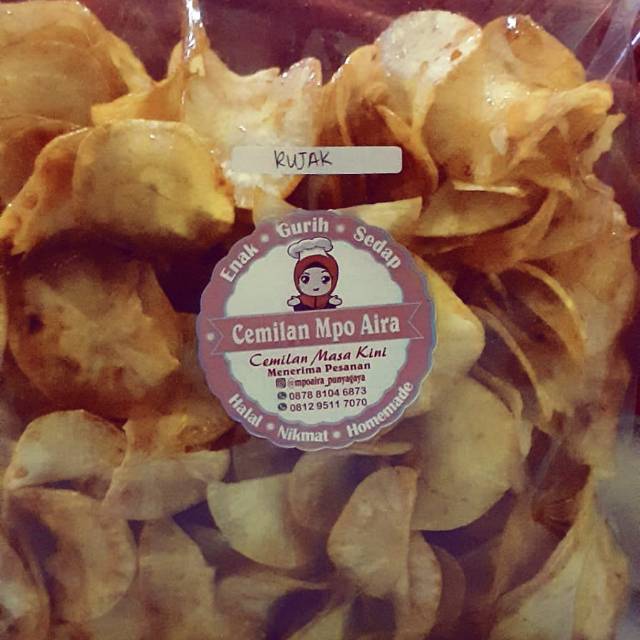 RUJAK
Enak • Gurih • Sedap
Cemilan Mpo Aira
Cemilan Masa Kini
Menerima Pesanan
@mpoaira_punyagaya
0878 8104 6873
0812 9511 7070
Halal • Nikmat • Homemade